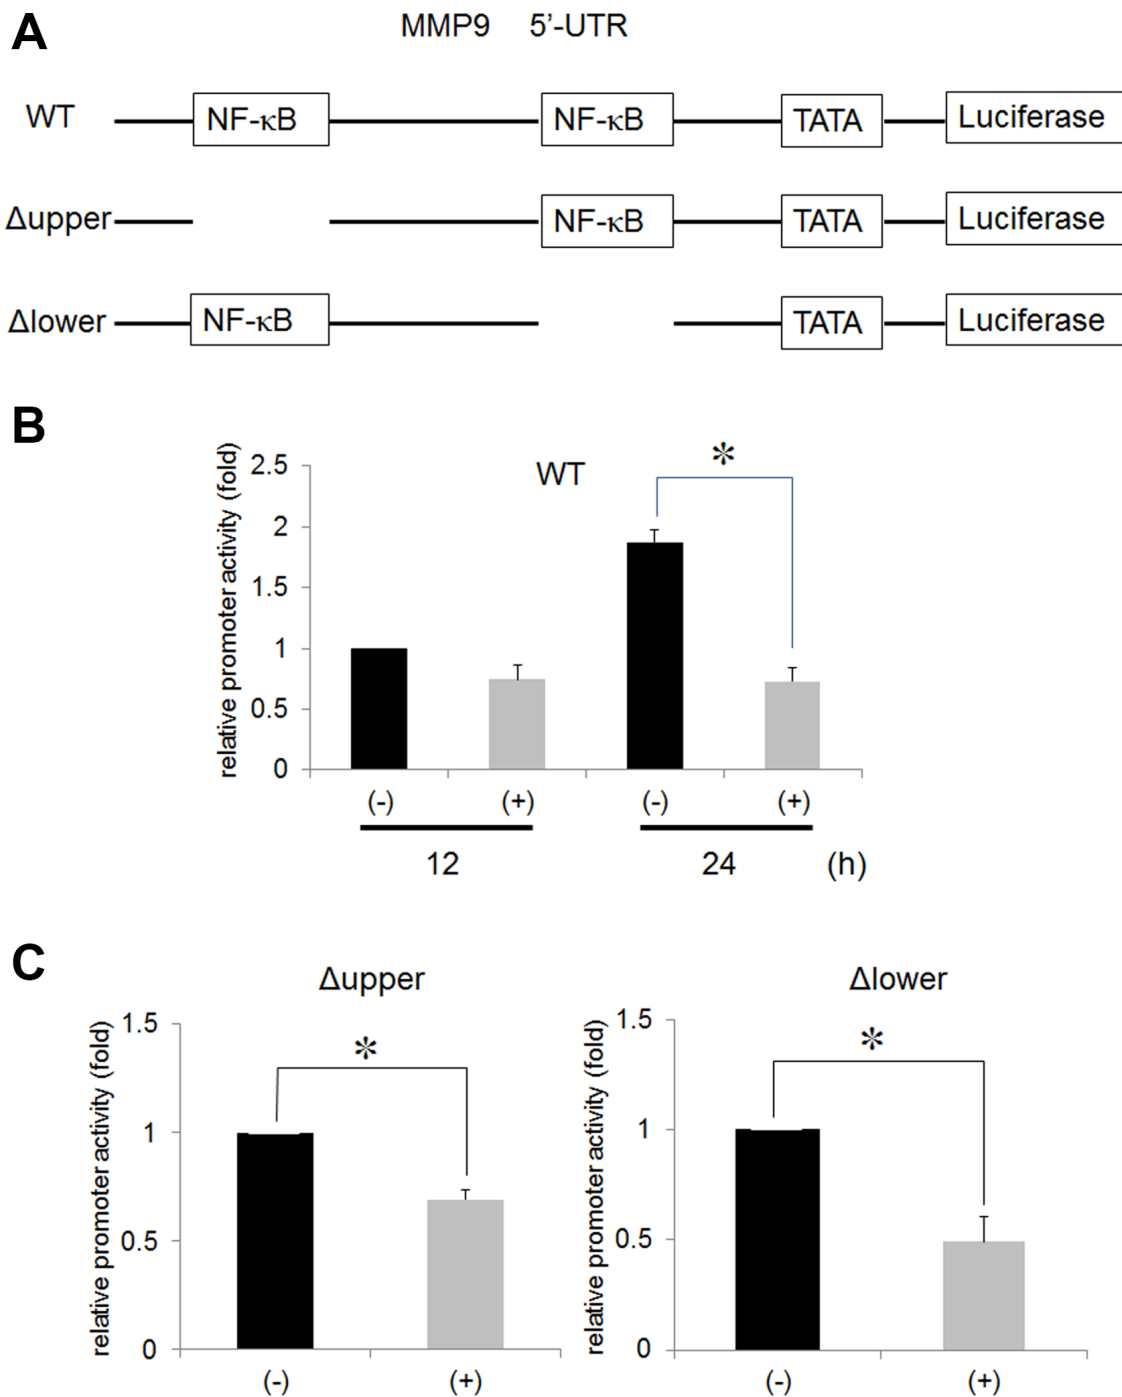 A
MMP9 5’-UTR
WT NF-κB NF-κB TATA Luciferase
Δupper NF-κB TATA Luciferase
Δlower NF-κB TATA Luciferase
B
relative promoter activity (fold)
WT
*
2.5
2
1.5
1
0.5
0
(-) (+) (-) (+)
12 24 (h)
C
Δupper
relative promoter activity (fold)
*
1.5
1
0.5
0
(-) (+)
Δlower
relative promoter activity (fold)
*
1.5
1
0.5
0
(-) (+)